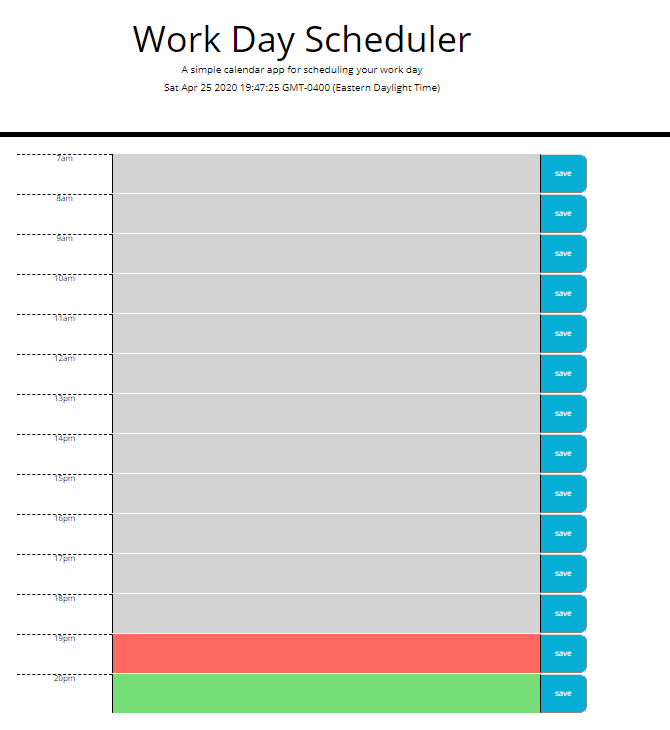 Work Day Scheduler
A simple calendar app for scheduling your work day
Sat Apr 25 2020 19:47:25 GMT-0400 (Eastern Daylight Time)
7am save
8am save
9am save
10am save
11am save
12am save
13pm save
14pm save
15pm save
16pm save
17pm save
18pm save
19pm save
20pm save